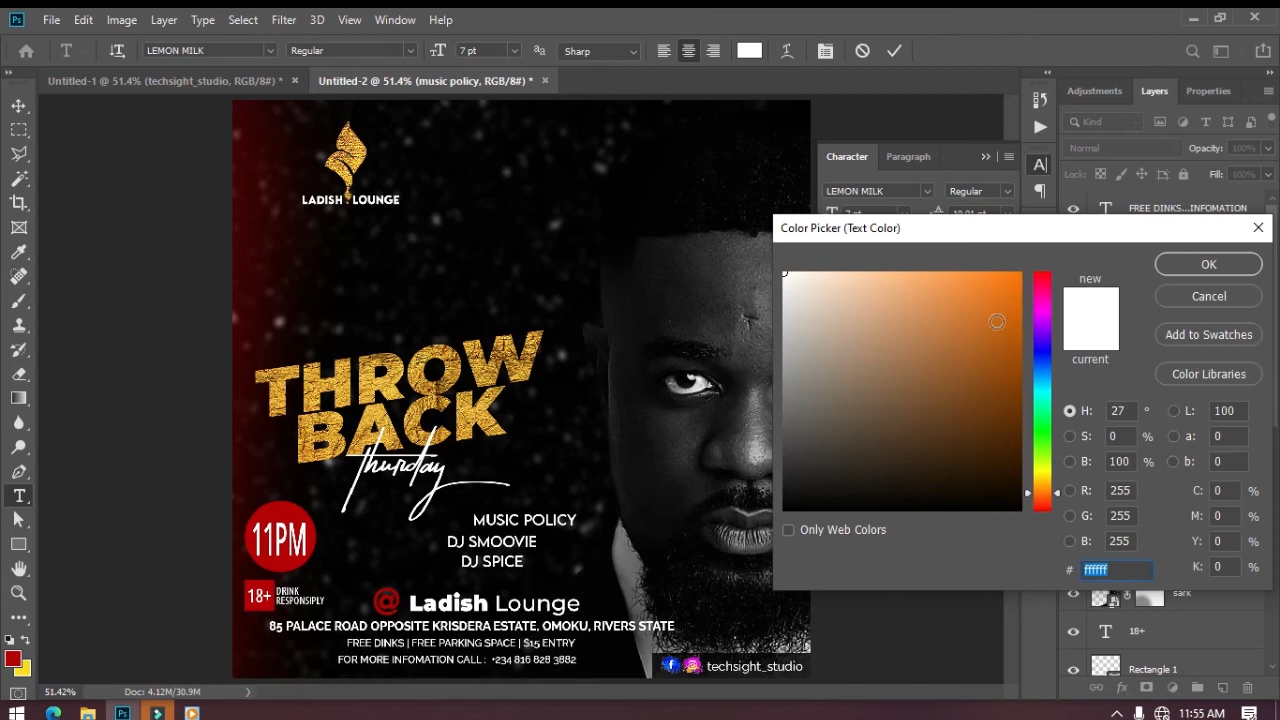 Ps File Edit Image Layer Type Select Filter 3D View Window Help
T LEMON MILK Regular 7 pt Sharp
Untitled-1 @ 51.4% (techsight_studio, RGB/8#) * × Untitled-2 @ 51.4% (music policy, RGB/8#) * ×
Adjustments Layers Properties
Kind
Normal Opacity: 100%
Lock: Fill: 100%
Character Paragraph
LEMON MILK Regular
FREE DINKS...INFOMATION
LADISH LOUNGE
THROW
BACK
thursday
11PM
MUSIC POLICY
DJ SMOOVIE
DJ SPICE
18+ DRINK
RESPONSIPLY
@ Ladish Lounge
85 PALACE ROAD OPPOSITE KRISDERA ESTATE, OMOKU, RIVERS STATE
FREE DINKS | FREE PARKING SPACE | $15 ENTRY
FOR MORE INFOMATION CALL : +234 816 828 3882
techsight_studio
Color Picker (Text Color)
new
current
OK
Cancel
Add to Swatches
Color Libraries
H: 27 ° L: 100
S: 0 % a: 0
B: 100 % b: 0
R: 255 C: 0 %
G: 255 M: 0 %
B: 255 Y: 0 %
# ffffff K: 0 %
Only Web Colors
sark
18+
Rectangle 1
51.42% Doc: 4.12M/30.9M
11:55 AM